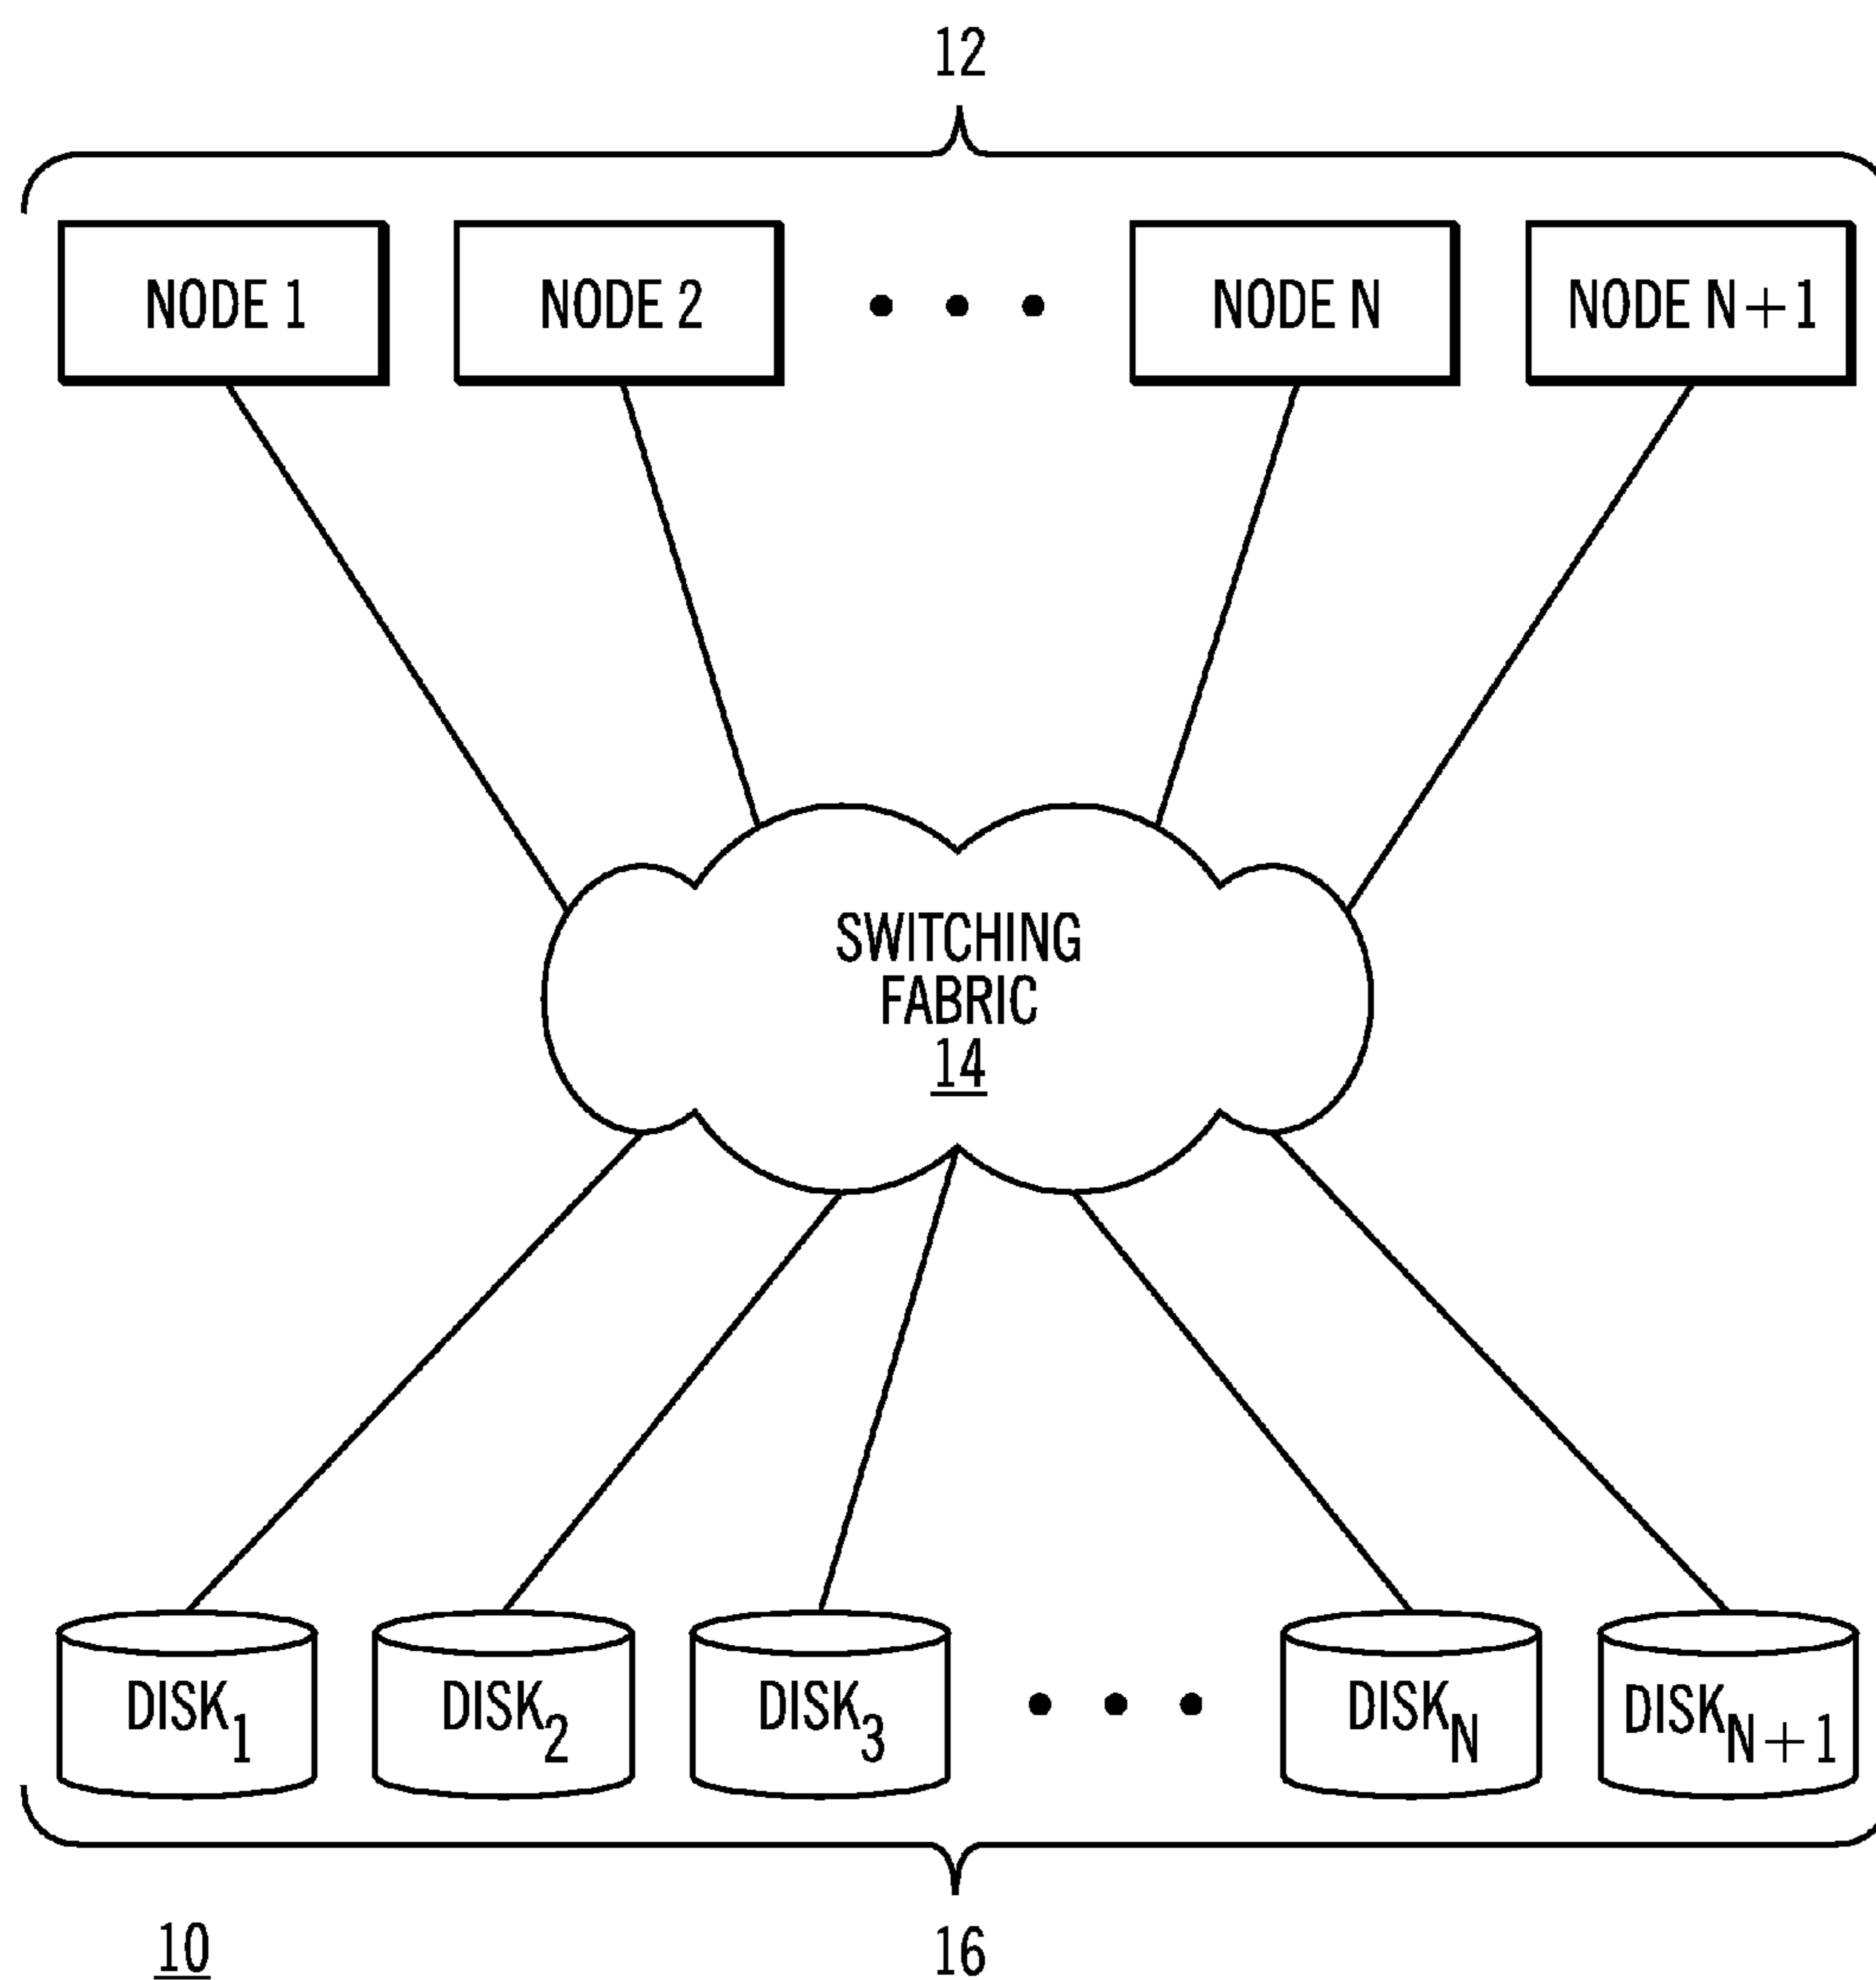 12
NODE 1 NODE 2 • • • NODE N NODE N+1
SWITCHING
FABRIC
14
DISK1 DISK2 DISK3 • • • DISKN DISKN+1
10 16